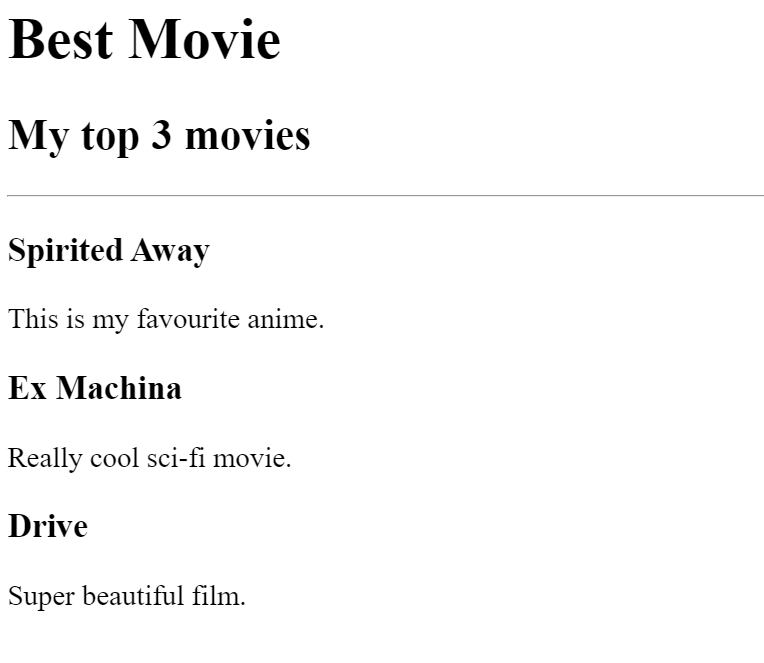 Best Movie
My top 3 movies
Spirited Away
This is my favourite anime.
Ex Machina
Really cool sci-fi movie.
Drive
Super beautiful film.